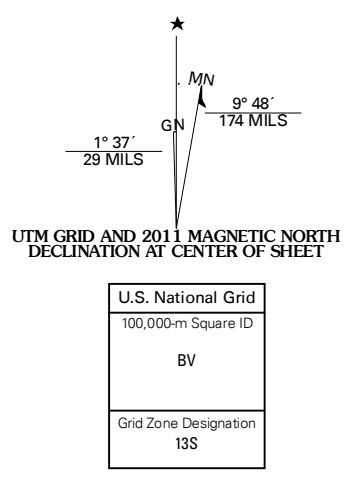 MN
GN
9° 48´
174 MILS
1° 37´
29 MILS
UTM GRID AND 2011 MAGNETIC NORTH
DECLINATION AT CENTER OF SHEET
U.S. National Grid
100,000-m Square ID
BV
Grid Zone Designation
13S